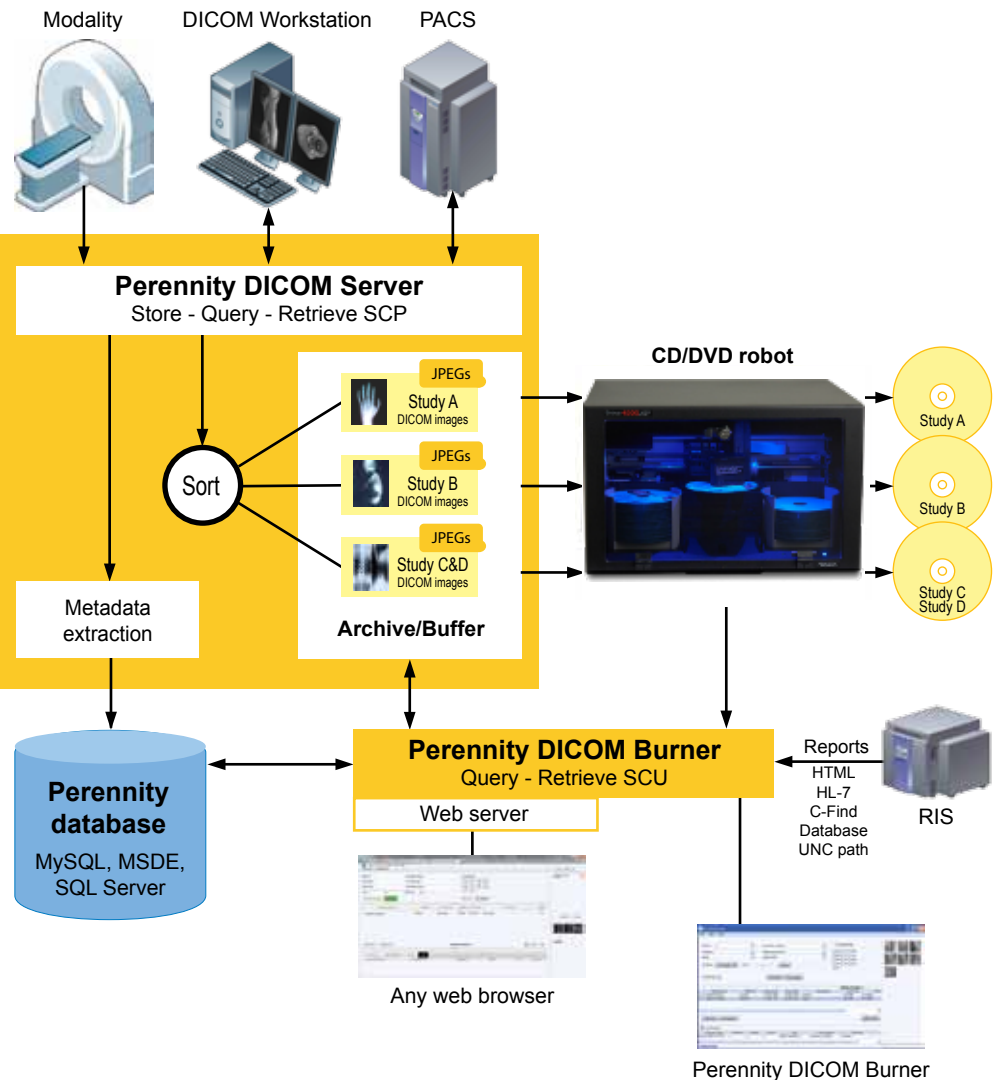 Modality
DICOM Workstation
PACS
Perennity DICOM Server
Store - Query - Retrieve SCP
CD/DVD robot
JPEGs
Study A
DICOM images
JPEGs
Study B
DICOM images
JPEGs
Study C&D
DICOM images
Sort
Archive/Buffer
Metadata
extraction
Study A
Study B
Study C
Study D
Perennity
database
MySQL, MSDE,
SQL Server
Perennity DICOM Burner
Query - Retrieve SCU
Web server
Reports
HTML
HL-7
C-Find
Database
UNC path
RIS
Any web browser
Perennity DICOM Burner